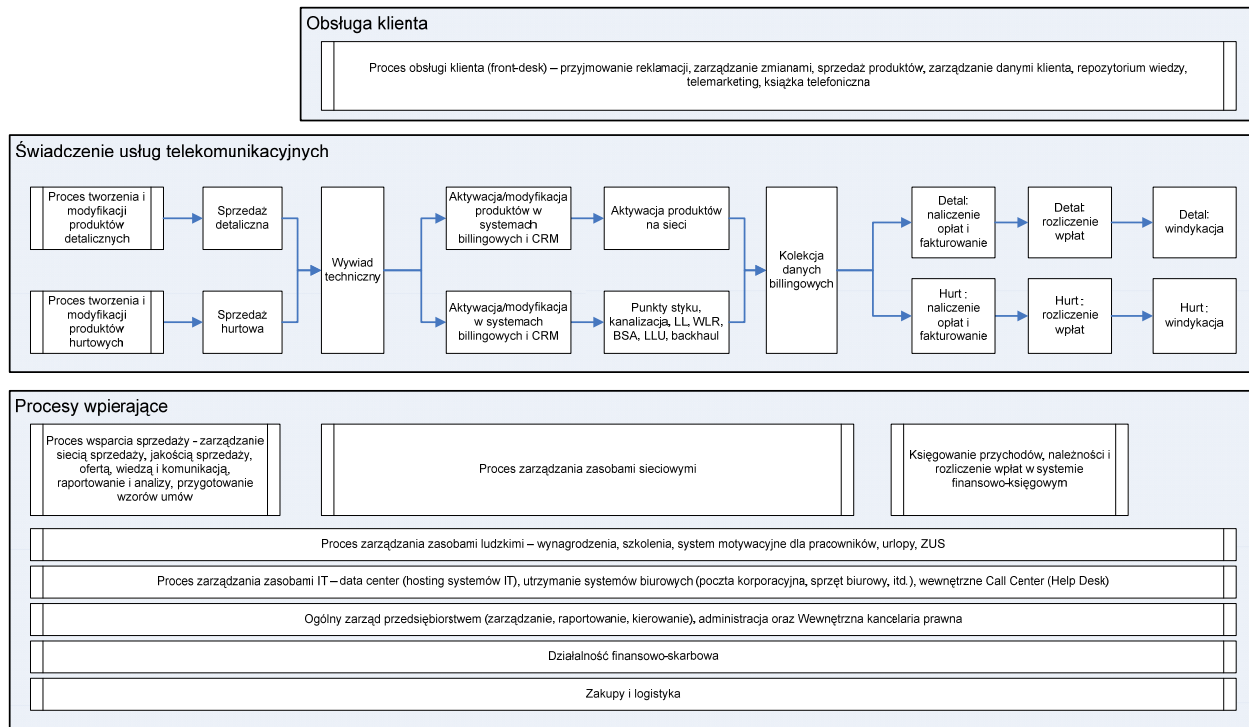 Obsługa klienta
Proces obsługi klienta (front-desk) – przyjmowanie reklamacji, zarządzanie zmianami, sprzedaż produktów, zarządzanie danymi klienta, repozytorium wiedzy,
telemarketing, książka telefoniczna
Świadczenie usług telekomunikacyjnych
Proces tworzenia i
modyfikacji
produktów
detalicznych
Sprzedaż
detaliczna
Wywiad
techniczny
Aktywacja/modyfikacja
produktów w
systemach
billingowych i CRM
Aktywacja produktów
na sieci
Kolekcja
danych
billingowych
Detal:
naliczenie
opłat i
fakturowanie
Detal:
rozliczenie
wpłat
Detal:
windykacja
Proces tworzenia i
modyfikacji
produktów
hurtowych
Sprzedaż
hurtowa
Aktywacja/modyfikacja
w systemach
billingowych i CRM
Punkty styku,
kanalizacja, LL, WLR,
BSA, LLU, backhaul
Hurt :
naliczenie
opłat i
fakturowanie
Hurt :
rozliczenie
wpłat
Hurt :
windykacja
Procesy wpierające
Proces wsparcia sprzedaży - zarządzanie
siecią sprzedaży, jakością sprzedaży,
ofertą, wiedzą i komunikacją,
raportowanie i analizy, przygotowanie
wzorów umów
Proces zarządzania zasobami sieciowymi
Księgowanie przychodów, należności i
rozliczenie wpłat w systemie
finansowo-księgowym
Proces zarządzania zasobami ludzkimi – wynagrodzenia, szkolenia, system motywacyjne dla pracowników, urlopy, ZUS
Proces zarządzania zasobami IT – data center (hosting systemów IT), utrzymanie systemów biurowych (poczta korporacyjna, sprzęt biurowy, itd.), wewnętrzne Call Center (Help Desk)
Ogólny zarząd przedsiębiorstwem (zarządzanie, raportowanie, kierowanie), administracja oraz Wewnętrzna kancelaria prawna
Działalność finansowo-skarbowa
Zakupy i logistyka